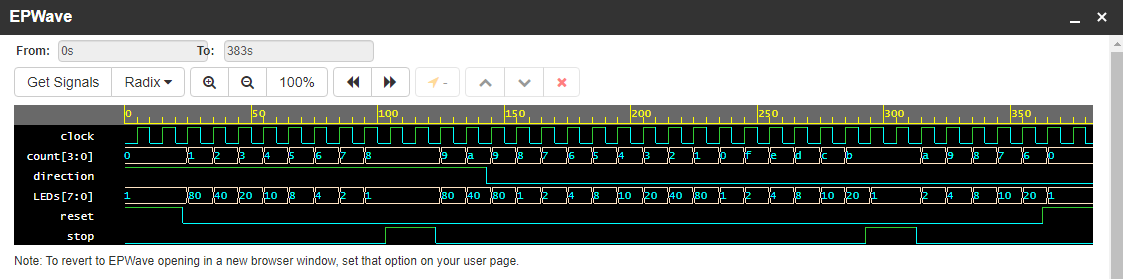 EPWave
From: 0s To: 383s
Get Signals Radix 100% -
0 50 100 150 200 250 300 350
clock
count[3:0] 0 1 2 3 4 5 6 7 8 9 a 9 8 7 6 5 4 3 2 1 0 f e d c b a 9 8 7 6 0
direction
LEDs[7:0] 1 80 40 20 10 8 4 2 1 80 40 80 1 2 4 8 10 20 40 80 1 2 4 8 10 20 1 2 4 8 10 20 1
reset
stop
Note: To revert to EPWave opening in a new browser window, set that option on your user page.